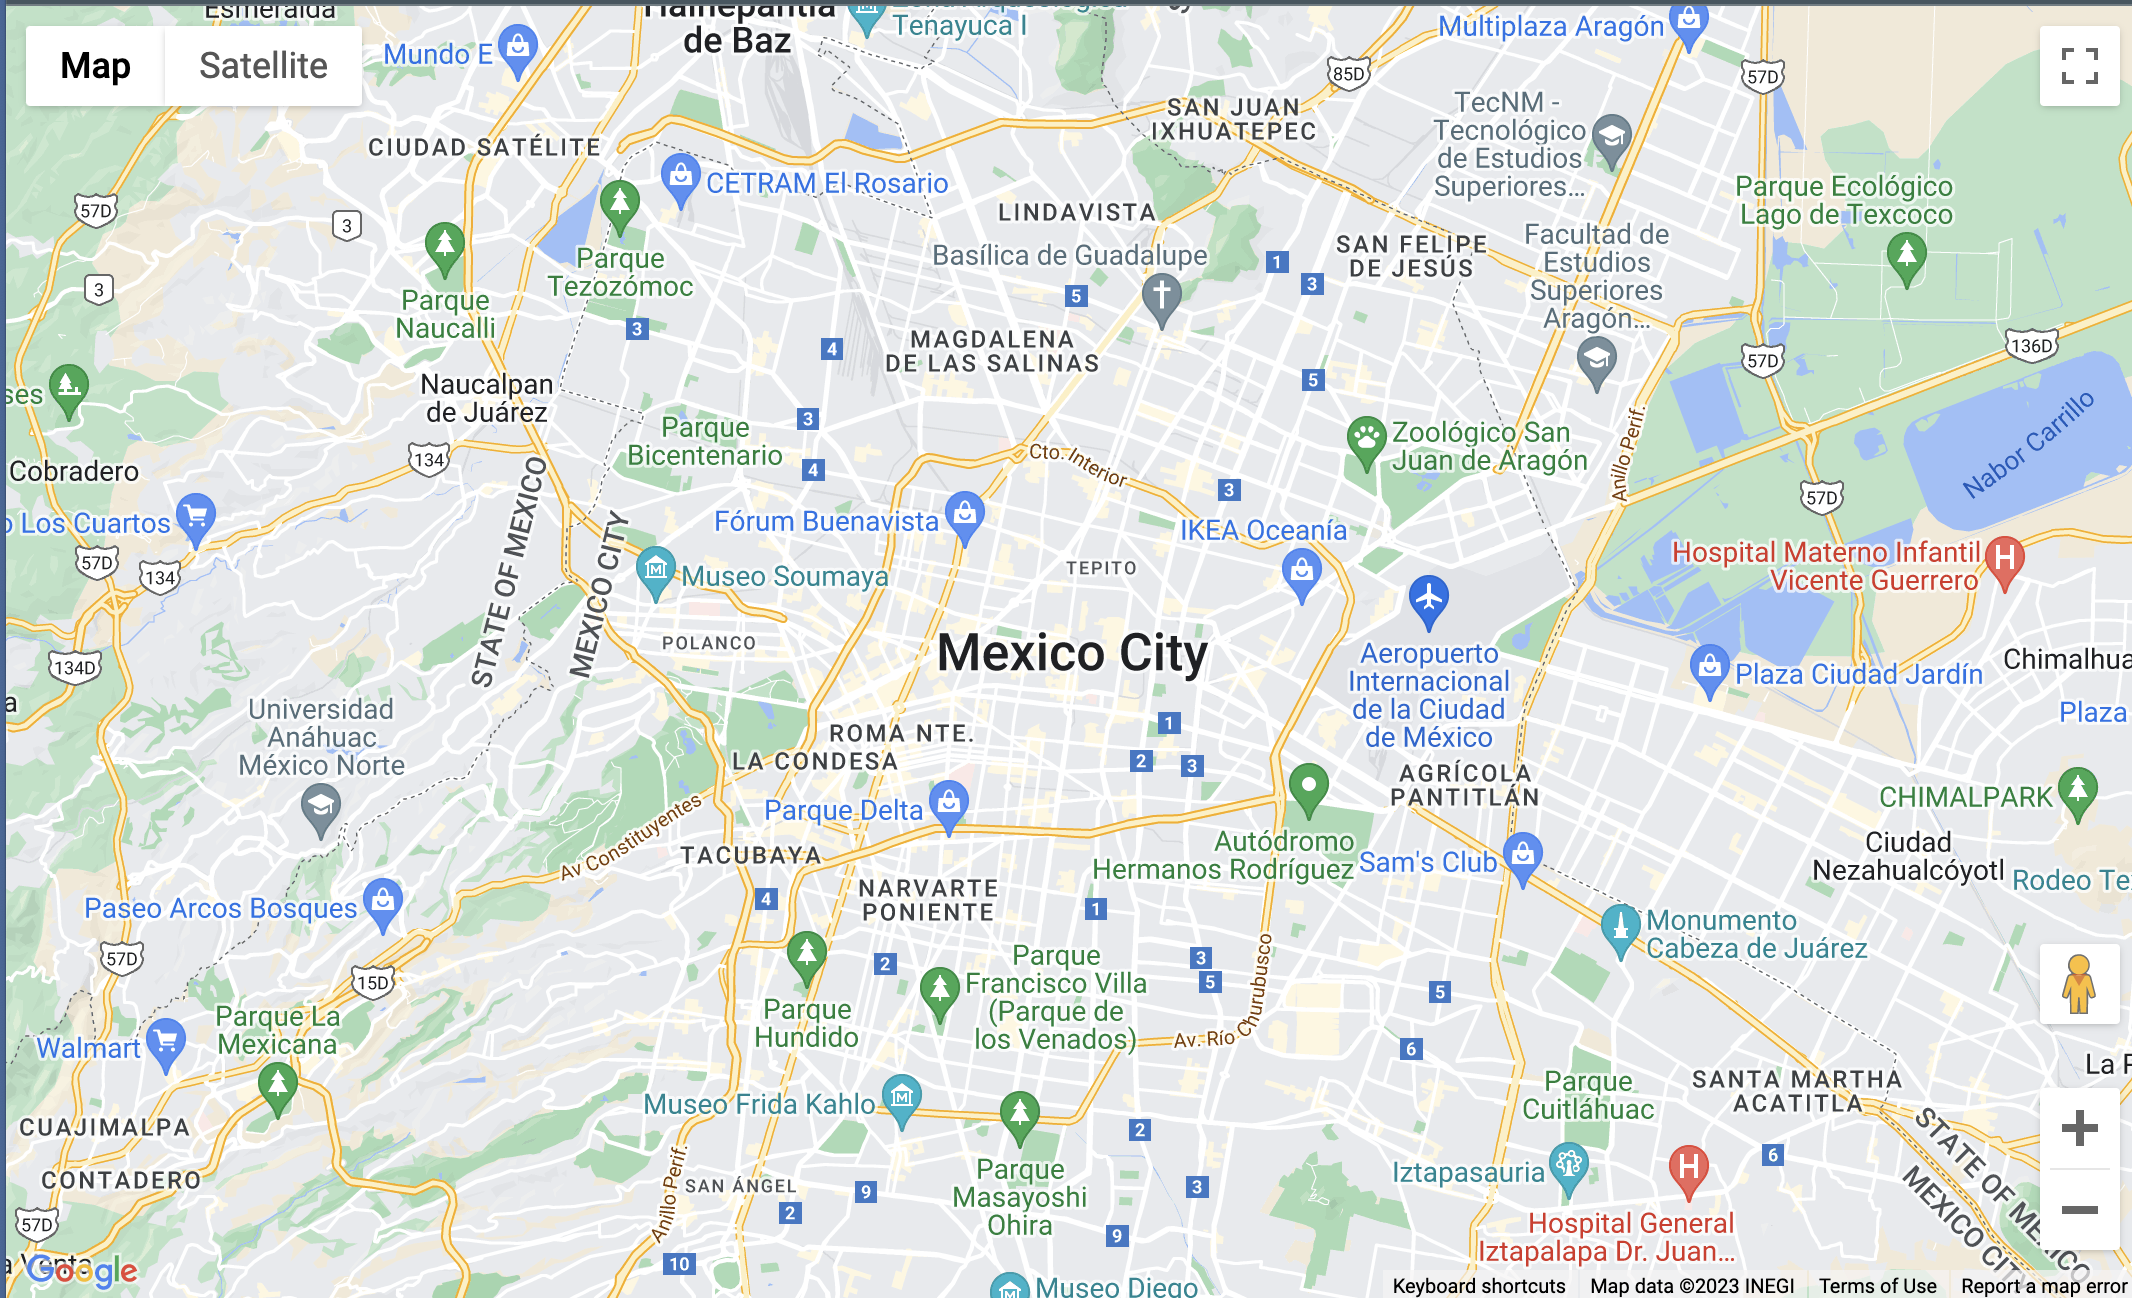 Esmeralda
Tlalnepantla
de Baz
Tenayuca I
Multiplaza Aragón
Map
Satellite
Mundo E
85D
57D
SAN JUAN
IXHUATEPEC
TecNM -
Tecnológico
de Estudios
Superiores...
CIUDAD SATÉLITE
CETRAM El Rosario
Parque Ecológico
Lago de Texcoco
57D
3
LINDAVISTA
Basílica de Guadalupe
SAN FELIPE
DE JESÚS
Facultad de
Estudios
Superiores
Aragón...
1
3
5
3
Parque
Tezozómoc
Parque
Naucalli
3
4
MAGDALENA
DE LAS SALINAS
136D
57D
5
ses
Naucalpan
de Juárez
3
Parque
Bicentenario
4
Nabor Carrillo
Zoológico San
Juan de Aragón
Anillo Perif.
Cto. Interior
134
Cobradero
3
57D
o Los Cuartos
STATE OF MEXICO
MEXICO CITY
Fórum Buenavista
IKEA Oceanía
Hospital Materno Infantil
Vicente Guerrero
57D
134
Museo Soumaya
TEPITO
POLANCO
Mexico City
Aeropuerto
Internacional
de la Ciudad
de México
134D
Chimalhua
Plaza Ciudad Jardín
a
Plaza
Universidad
Anáhuac
México Norte
ROMA NTE.
LA CONDESA
1
2
3
AGRÍCOLA
PANTITLÁN
Parque Delta
CHIMALPARK
Av Constituyentes
TACUBAYA
Autódromo
Hermanos Rodríguez
Sam's Club
Ciudad
Nezahualcóyotl
Rodeo Te
4
NARVARTE
PONIENTE
1
Paseo Arcos Bosques
Monumento
Cabeza de Juárez
57D
15D
2
Parque
Francisco Villa
(Parque de
los Venados)
3
5
5
Av. Río Churubusco
Parque
Hundido
Parque La
Mexicana
Walmart
6
La P
Parque
Cuitláhuac
SANTA MARTHA
ACATITLA
Museo Frida Kahlo
CUAJIMALPA
2
STATE OF MEXICO
MEXICO CITY
6
CONTADERO
Iztapasauria
Parque
Masayoshi
Ohira
SAN ÁNGEL
Anillo Perif.
9
3
2
57D
9
Hospital General
Iztapalapa Dr. Juan...
10
a Venta
Google
Museo Diego
Keyboard shortcuts
Map data ©2023 INEGI
Terms of Use
Report a map error